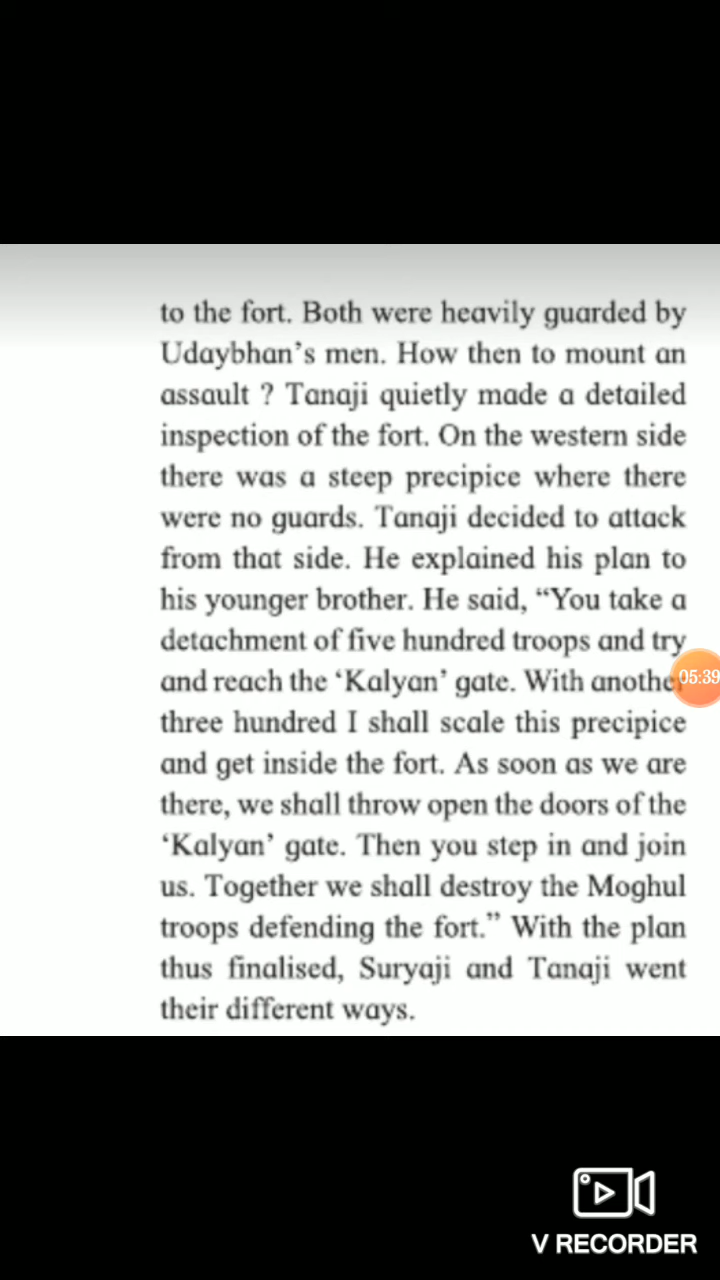 to the fort. Both were heavily guarded by
Udaybhan's men. How then to mount an
assault ? Tanaji quietly made a detailed
inspection of the fort. On the western side
there was a steep precipice where there
were no guards. Tanaji decided to attack
from that side. He explained his plan to
his younger brother. He said, “You take a
detachment of five hundred troops and try
and reach the ‘Kalyan’ gate. With anothe
05:39
three hundred I shall scale this precipice
and get inside the fort. As soon as we are
there, we shall throw open the doors of the
‘Kalyan’ gate. Then you step in and join
us. Together we shall destroy the Moghul
troops defending the fort.” With the plan
thus finalised, Suryaji and Tanaji went
their different ways.
V RECORDER